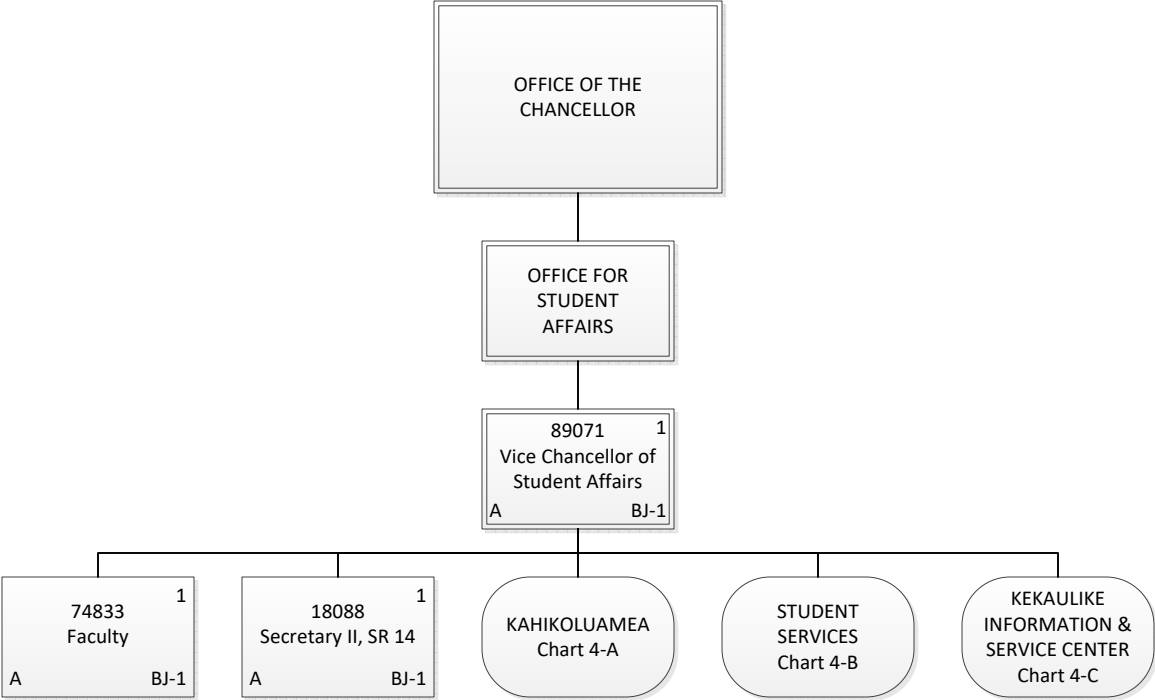 OFFICE OF THE
CHANCELLOR
OFFICE FOR
STUDENT
AFFAIRS
89071 1
Vice Chancellor of
Student Affairs
A BJ-1
1
74833
Faculty
A BJ-1
1
18088
Secretary II, SR 14
A BJ-1
KAHIKOLUAMEA
Chart 4-A
STUDENT
SERVICES
Chart 4-B
KEKAULIKE
INFORMATION &
SERVICE CENTER
Chart 4-C